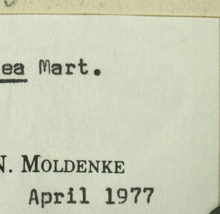 ea Mart.
N. MOLDENKE
April 1977